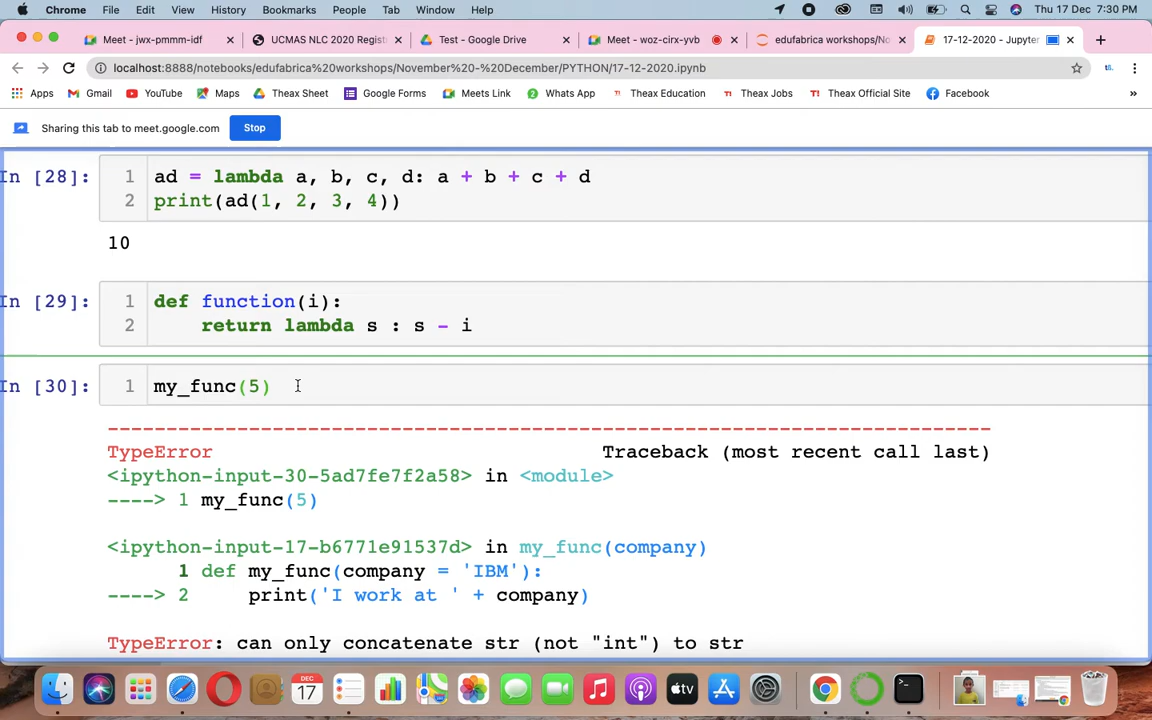 Chrome File Edit View History Bookmarks People Tab Window Help Thu 17 Dec 7:30 PM
Meet - jwx-pmmm-idf UCMAS NLC 2020 Regist Test - Google Drive Meet - woz-cirx-yvb edufabrica workshops/No 17-12-2020 - Jupyter
localhost:8888/notebooks/edufabrica%20workshops/November%20-%20December/PYTHON/17-12-2020.ipynb
Apps Gmail YouTube Maps Theax Sheet Google Forms Meets Link Whats App Theax Education Theax Jobs Theax Official Site Facebook »
Sharing this tab to meet.google.com Stop
In [28]: 1 ad = lambda a, b, c, d: a + b + c + d
2 print(ad(1, 2, 3, 4))
10
In [29]: 1 def function(i):
2 return lambda s : s - i
In [30]: 1 my_func(5)
---------------------------------------------------------------------------
TypeError Traceback (most recent call last)
<ipython-input-30-5ad7fe7f2a58> in <module>
----> 1 my_func(5)
<ipython-input-17-b6771e91537d> in my_func(company)
1 def my_func(company = 'IBM'):
----> 2 print('I work at ' + company)
TypeError: can only concatenate str (not "int") to str
DEC
17
tv